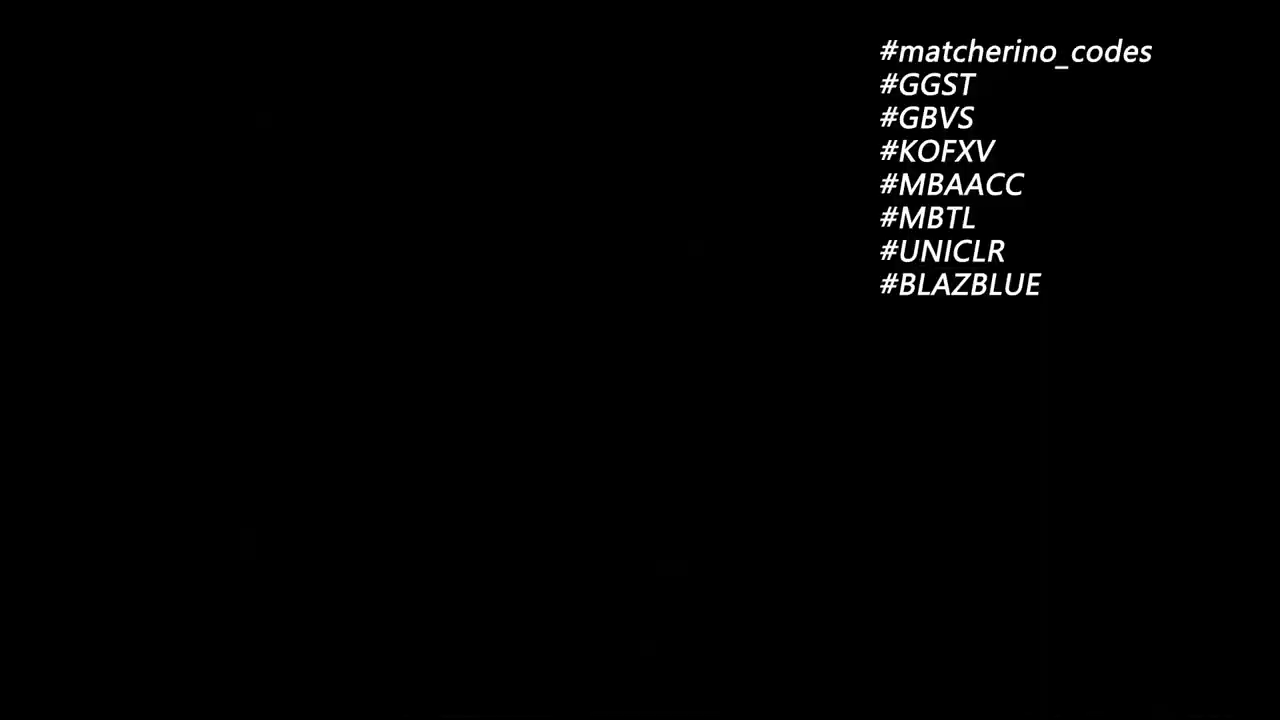 #matcherino_codes
#GGST
#GBVS
#KOFXV
#MBAACC
#MBTL
#UNICLR
#BLAZBLUE